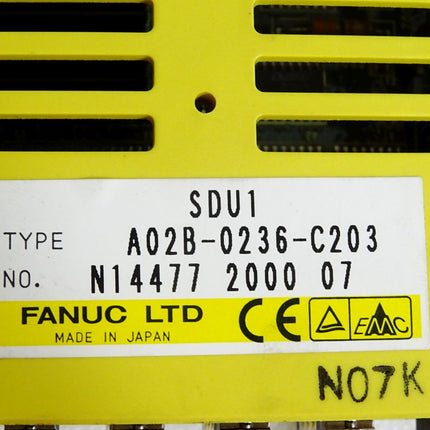 SDU1
TYPE A02B-0236-C203
NO. N14477 2000 07
FANUC LTD CE EMC
MADE IN JAPAN
N07K